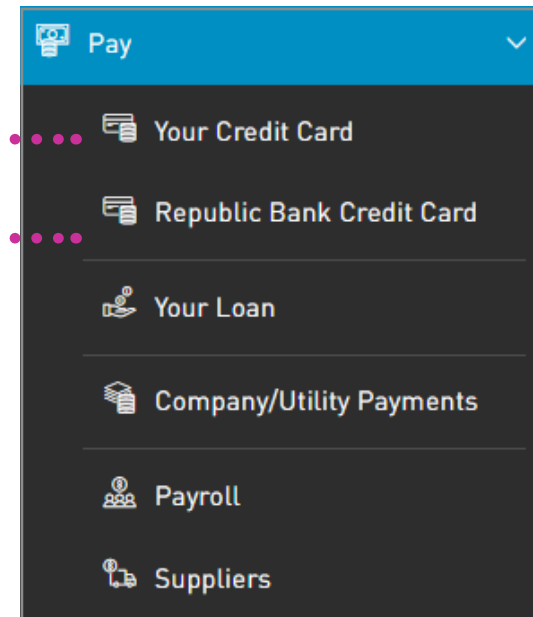 Pay
Your Credit Card
Republic Bank Credit Card
Your Loan
Company/Utility Payments
Payroll
Suppliers